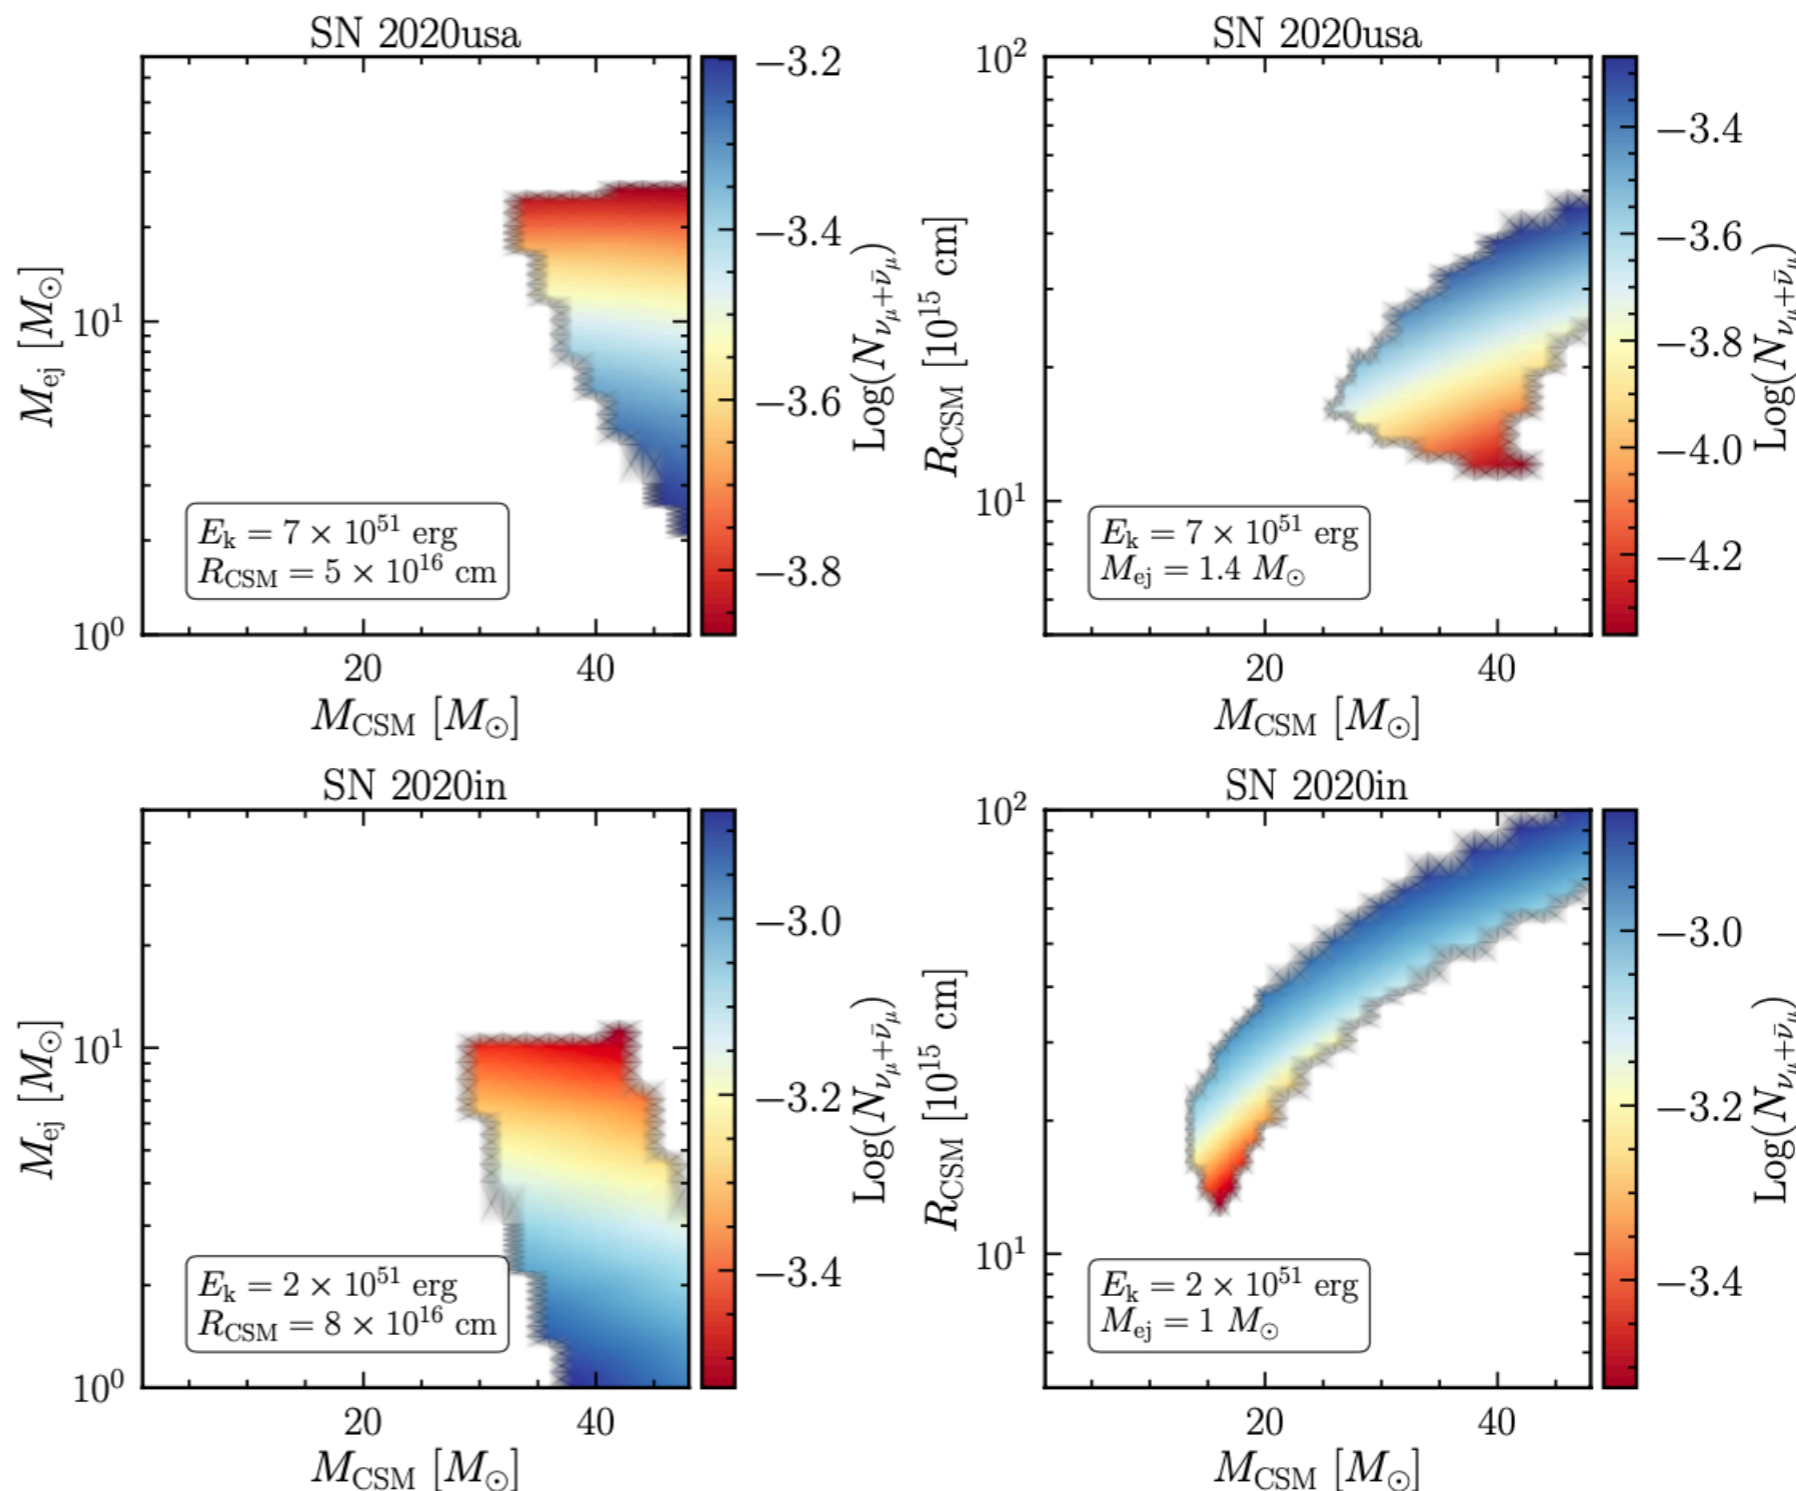 SN 2020usa
M_ej [M_⊙]
10¹
10⁰
20 40
M_CSM [M_⊙]
E_k = 7 × 10⁵¹ erg
R_CSM = 5 × 10¹⁶ cm
−3.2
−3.4
−3.6
−3.8
Log(N_{ν_μ+ν̄_μ})
SN 2020usa
R_CSM [10¹⁵ cm]
10²
10¹
20 40
M_CSM [M_⊙]
E_k = 7 × 10⁵¹ erg
M_ej = 1.4 M_⊙
−3.4
−3.6
−3.8
−4.0
−4.2
Log(N_{ν_μ+ν̄_μ})
SN 2020in
M_ej [M_⊙]
10¹
10⁰
20 40
M_CSM [M_⊙]
E_k = 2 × 10⁵¹ erg
R_CSM = 8 × 10¹⁶ cm
−3.0
−3.2
−3.4
Log(N_{ν_μ+ν̄_μ})
SN 2020in
R_CSM [10¹⁵ cm]
10²
10¹
20 40
M_CSM [M_⊙]
E_k = 2 × 10⁵¹ erg
M_ej = 1 M_⊙
−3.0
−3.2
−3.4
Log(N_{ν_μ+ν̄_μ})